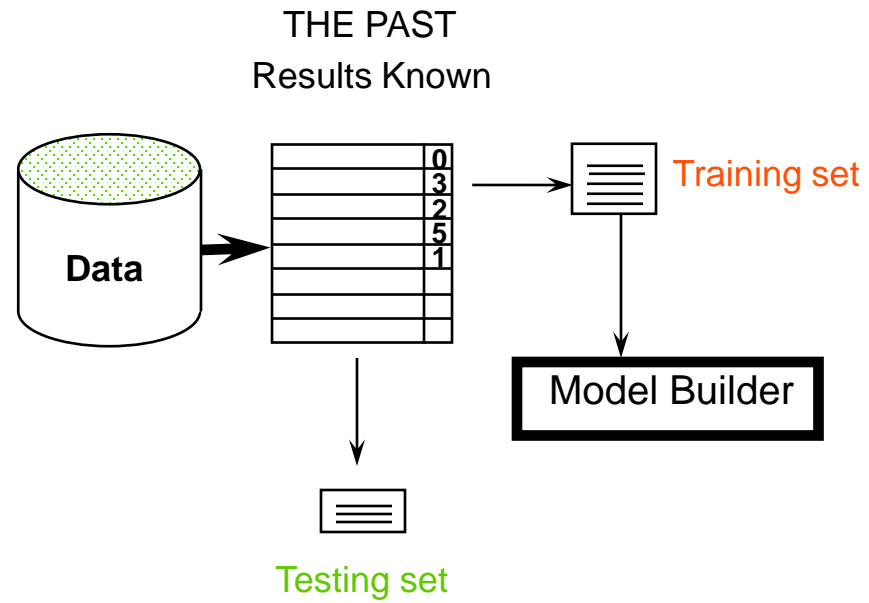 THE PAST
Results Known
0
3
2
5
1
Data
Training set
Model Builder
Testing set